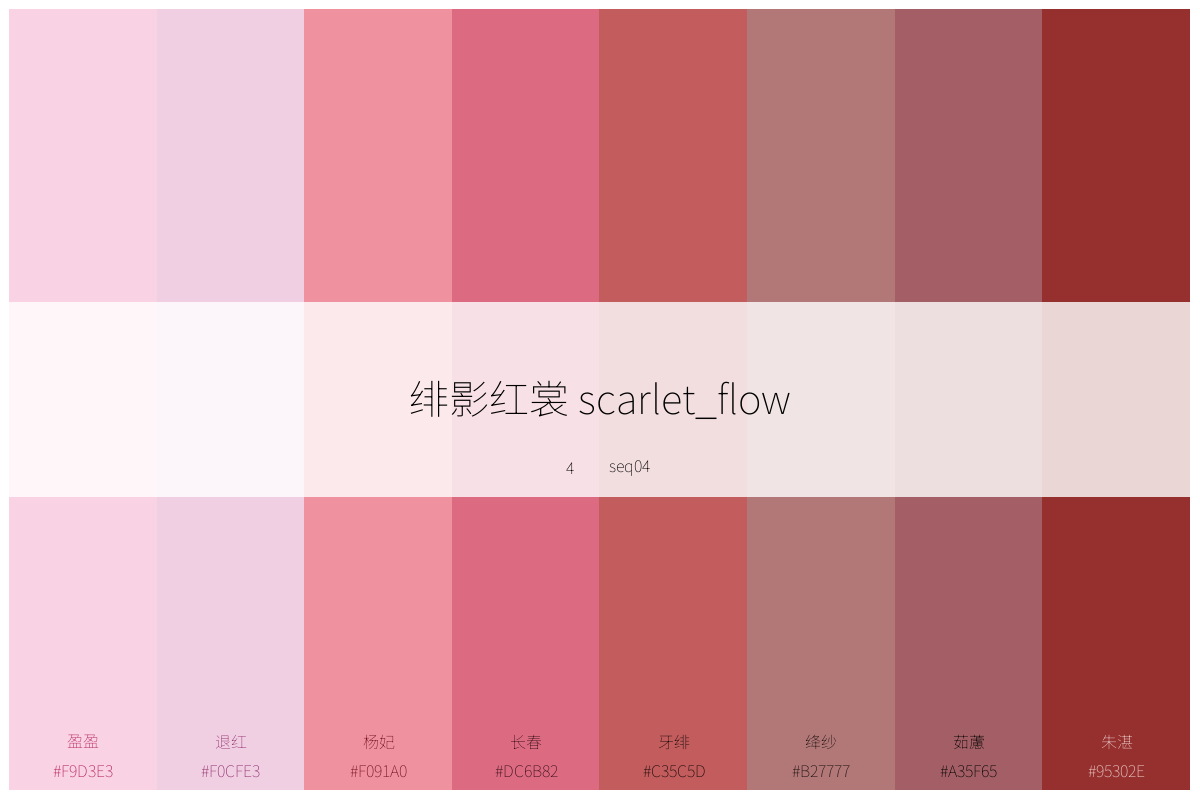 绯影红裳 scarlet_flow
4 seq04
盈盈 退红 杨妃 长春 牙绯 绛纱 茹藘 朱湛
#F9D3E3 #F0CFE3 #F091A0 #DC6B82 #C35C5D #B27777 #A35F65 #95302E